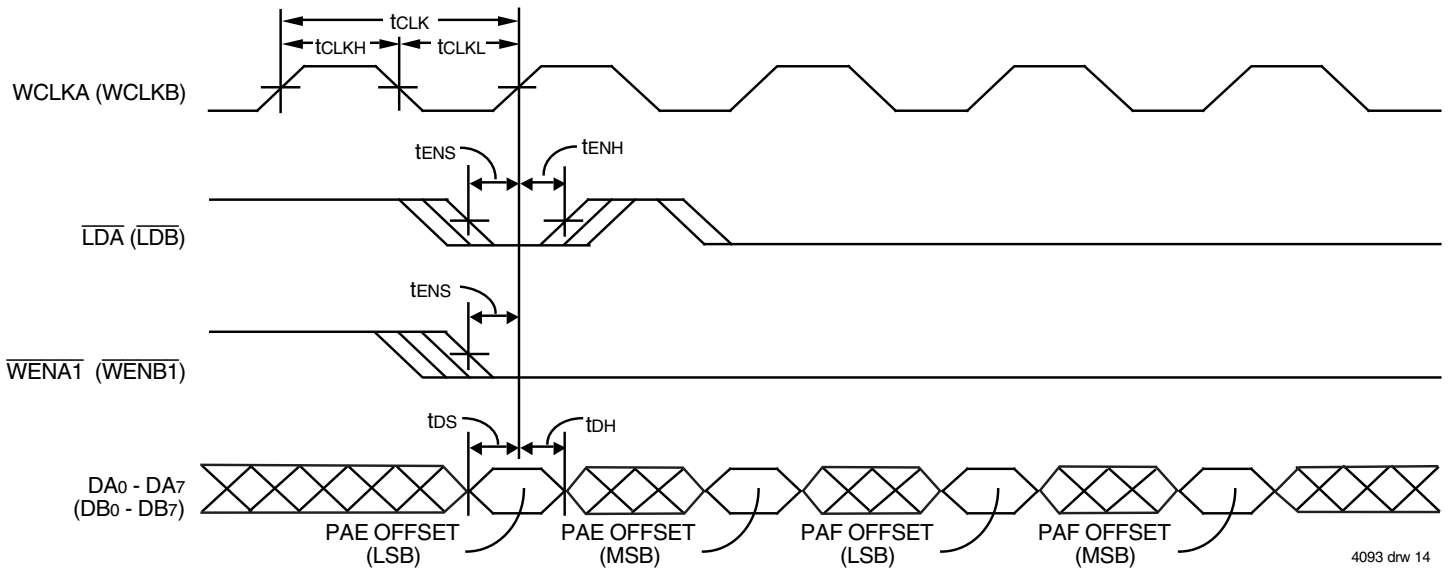 tCLK
tCLKH tCLKL
WCLKA (WCLKB)
tENS tENH
LDA (LDB)
tENS
WENA1 (WENB1)
tDS tDH
DA0 - DA7
(DB0 - DB7)
PAE OFFSET
(LSB)
PAE OFFSET
(MSB)
PAF OFFSET
(LSB)
PAF OFFSET
(MSB)
4093 drw 14